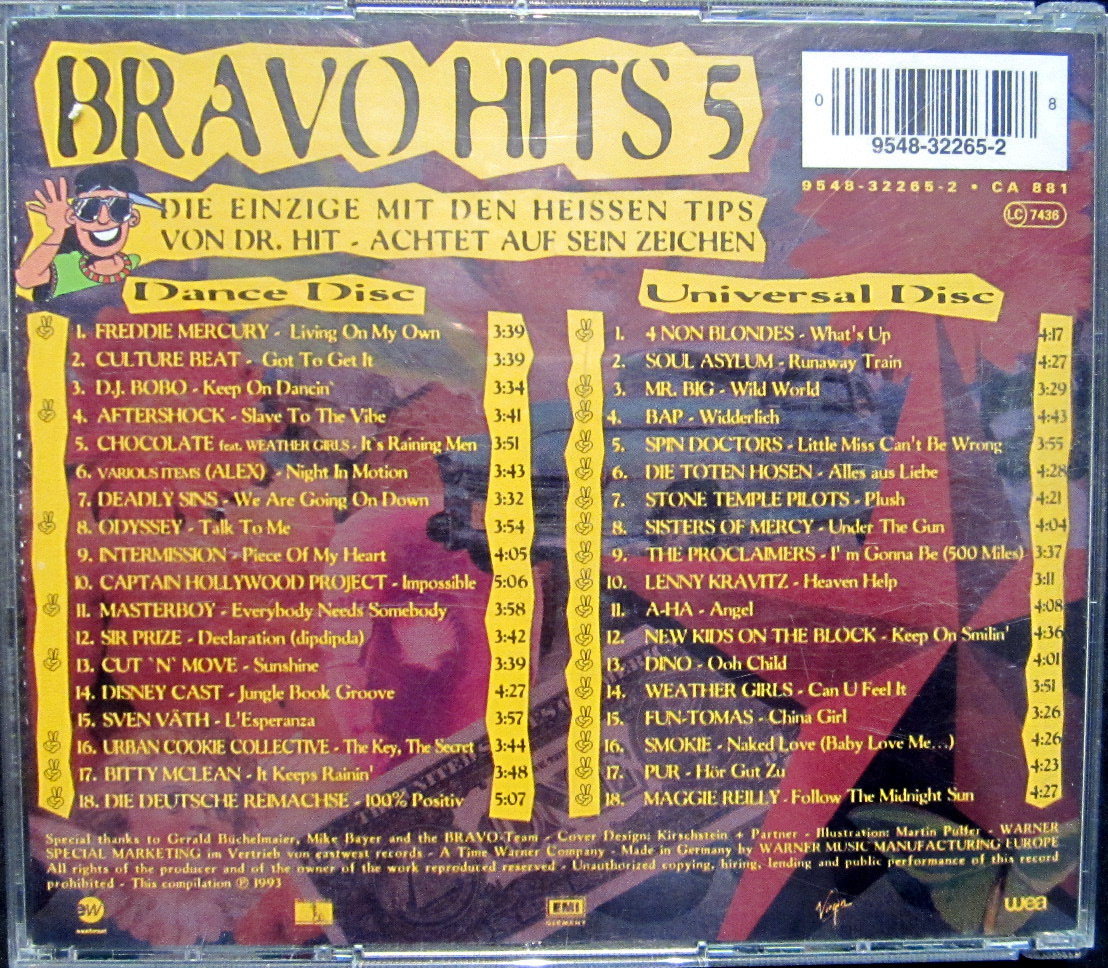 BRAVO HITS 5
0 8
9548-32265-2
9548-32265-2 • CA 881
LC 7436
DIE EINZIGE MIT DEN HEISSEN TIPS
VON DR. HIT - ACHTET AUF SEIN ZEICHEN
Dance Disc
1. FREDDIE MERCURY - Living On My Own 3:39
2. CULTURE BEAT - Got To Get It 3:39
3. D.J. BOBO - Keep On Dancin' 3:34
4. AFTERSHOCK - Slave To The Vibe 3:41
5. CHOCOLATE feat. WEATHER GIRLS - It's Raining Men 3:51
6. VARIOUS ITEMS (ALEX) - Night In Motion 3:43
7. DEADLY SINS - We Are Going On Down 3:32
8. ODYSSEY - Talk To Me 3:54
9. INTERMISSION - Piece Of My Heart 4:05
10. CAPTAIN HOLLYWOOD PROJECT - Impossible 5:06
11. MASTERBOY - Everybody Needs Somebody 3:58
12. SIR PRIZE - Declaration (dipdipda) 3:42
13. CUT `N` MOVE - Sunshine 3:39
14. DISNEY CAST - Jungle Book Groove 4:27
15. SVEN VÄTH - L'Esperanza 3:57
16. URBAN COOKIE COLLECTIVE - The Key, The Secret 3:44
17. BITTY MCLEAN - It Keeps Rainin' 3:48
18. DIE DEUTSCHE REIMACHSE - 100% Positiv 5:07
Universal Disc
1. 4 NON BLONDES - What's Up 4:17
2. SOUL ASYLUM - Runaway Train 4:27
3. MR. BIG - Wild World 3:29
4. BAP - Widderlich 4:43
5. SPIN DOCTORS - Little Miss Can't Be Wrong 3:55
6. DIE TOTEN HOSEN - Alles aus Liebe 4:28
7. STONE TEMPLE PILOTS - Plush 4:21
8. SISTERS OF MERCY - Under The Gun 4:04
9. THE PROCLAIMERS - I' m Gonna Be (500 Miles) 3:37
10. LENNY KRAVITZ - Heaven Help 3:11
11. A-HA - Angel 4:08
12. NEW KIDS ON THE BLOCK - Keep On Smilin' 4:36
13. DINO - Ooh Child 4:01
14. WEATHER GIRLS - Can U Feel It 3:51
15. FUN-TOMAS - China Girl 3:26
16. SMOKIE - Naked Love (Baby Love Me...) 4:26
17. PUR - Hör Gut Zu 4:23
18. MAGGIE REILLY - Follow The Midnight Sun 4:27
Special thanks to Gerald Büchelmaier, Mike Bayer and the BRAVO-Team - Cover Design: Kirschstein + Partner - Illustration: Martin Pulfer - WARNER
SPECIAL MARKETING im Vertrieb von eastwest records - A Time Warner Company - Made in Germany by WARNER MUSIC MANUFACTURING EUROPE
All rights of the producer and of the owner of the work reproduced reserved - Unauthorized copying, hiring, lending and public performance of this record
prohibited - This compilation ℗ 1993
ew
eastwest
EMI
GERMANY
Virgin
wea